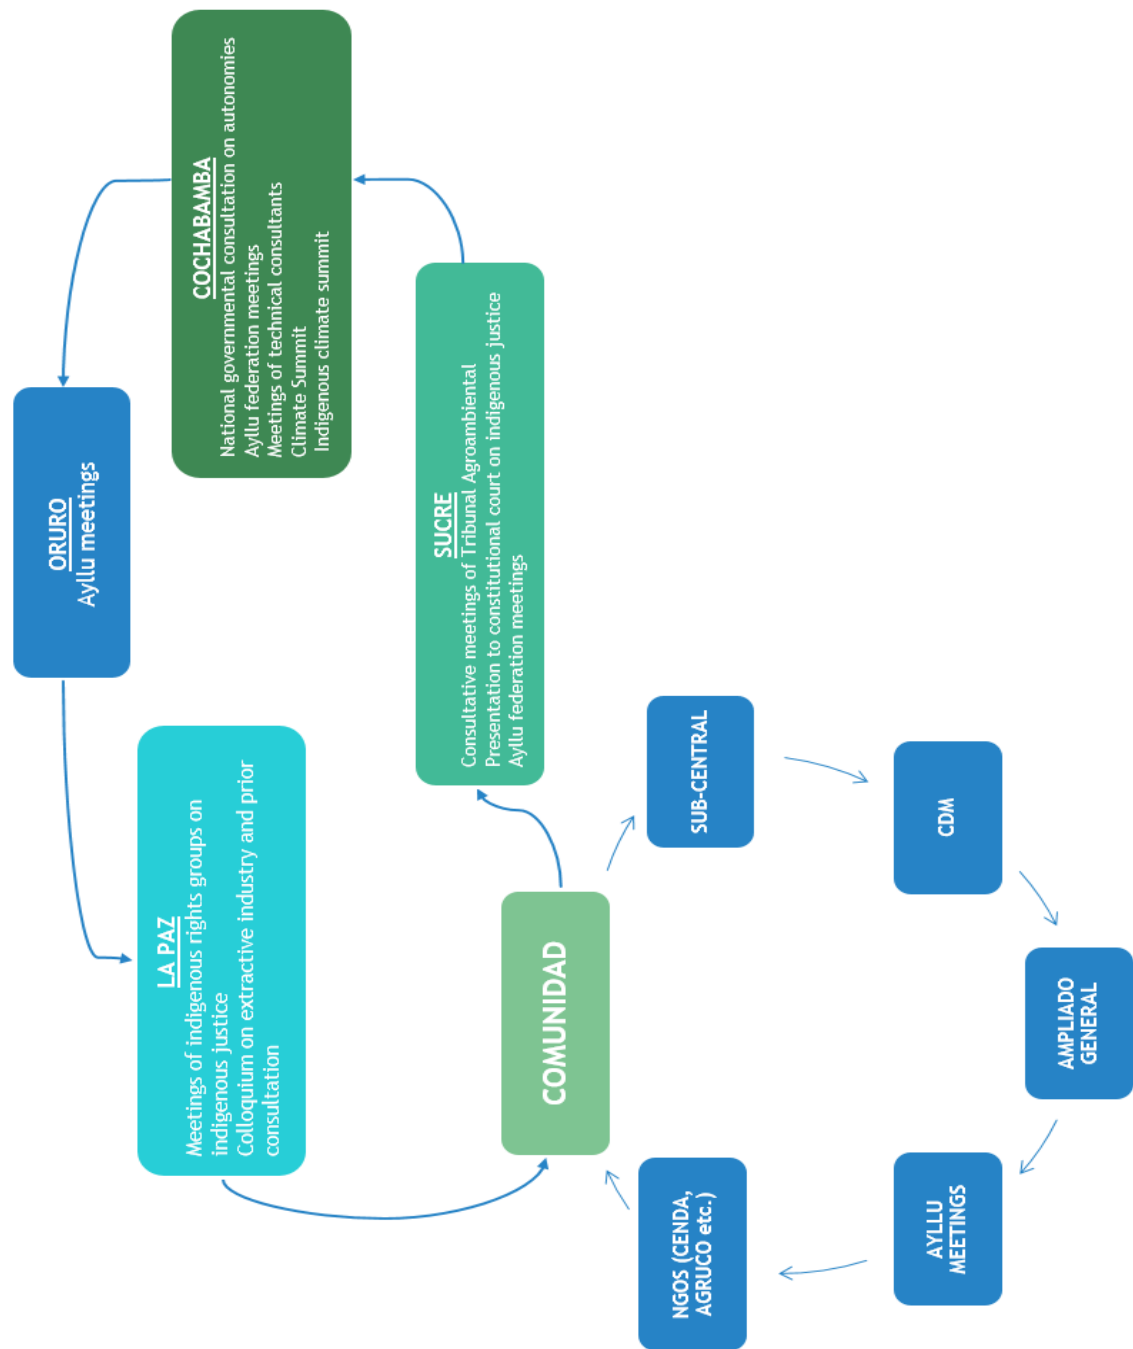 COCHABAMBA
National governmental consultation on autonomies
Ayllu federation meetings
Meetings of technical consultants
Climate Summit
Indigenous climate summit
ORURO
Ayllu meetings
SUCRE
Consultative meetings of Tribunal Agroambiental
Presentation to constitutional court on indigenous justice
Ayllu federation meetings
LA PAZ
Meetings of indigenous rights groups on
indigenous justice
Colloquium on extractive industry and prior
consultation
COMUNIDAD
SUB-CENTRAL
CDM
AMPLIADO
GENERAL
AYLLU
MEETINGS
NGOS (CENDA,
AGRUCO etc.)